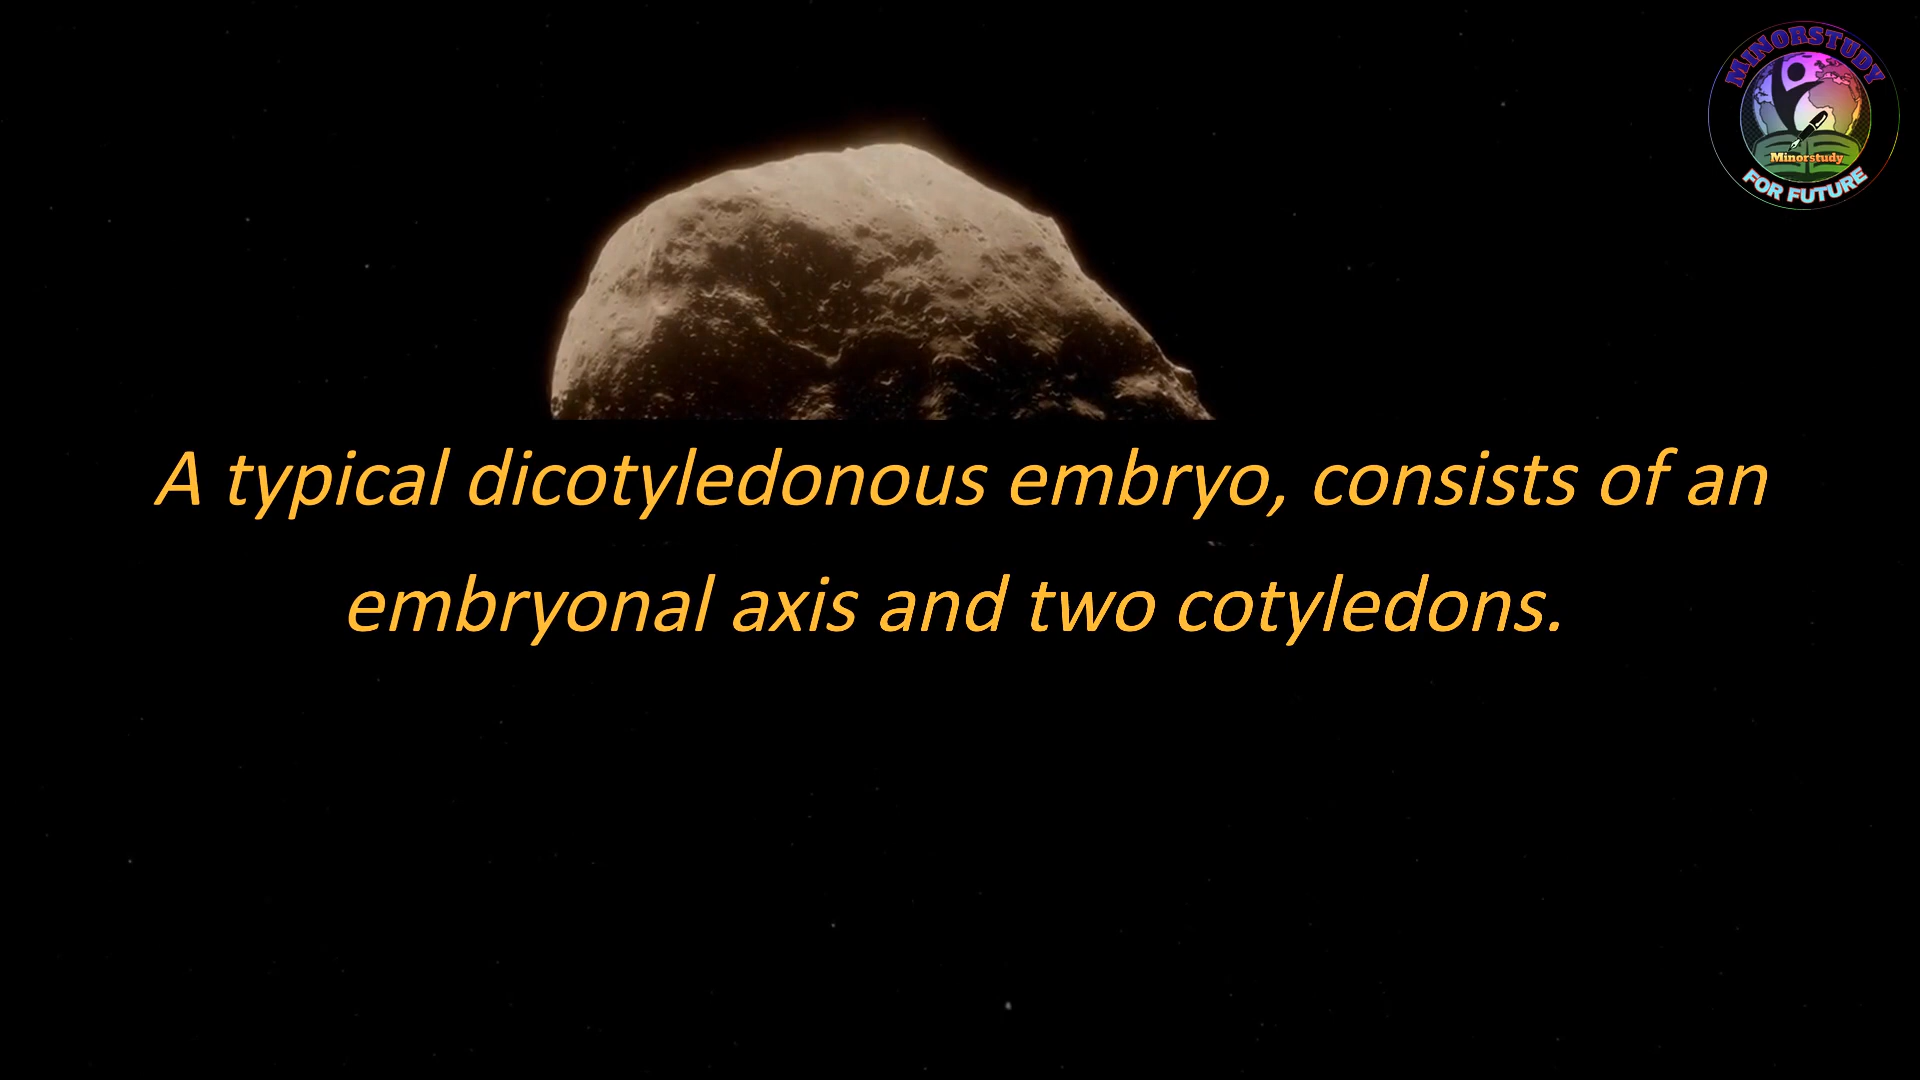 MINORSTUDY
Minorstudy
FOR FUTURE
A typical dicotyledonous embryo, consists of an
embryonal axis and two cotyledons.